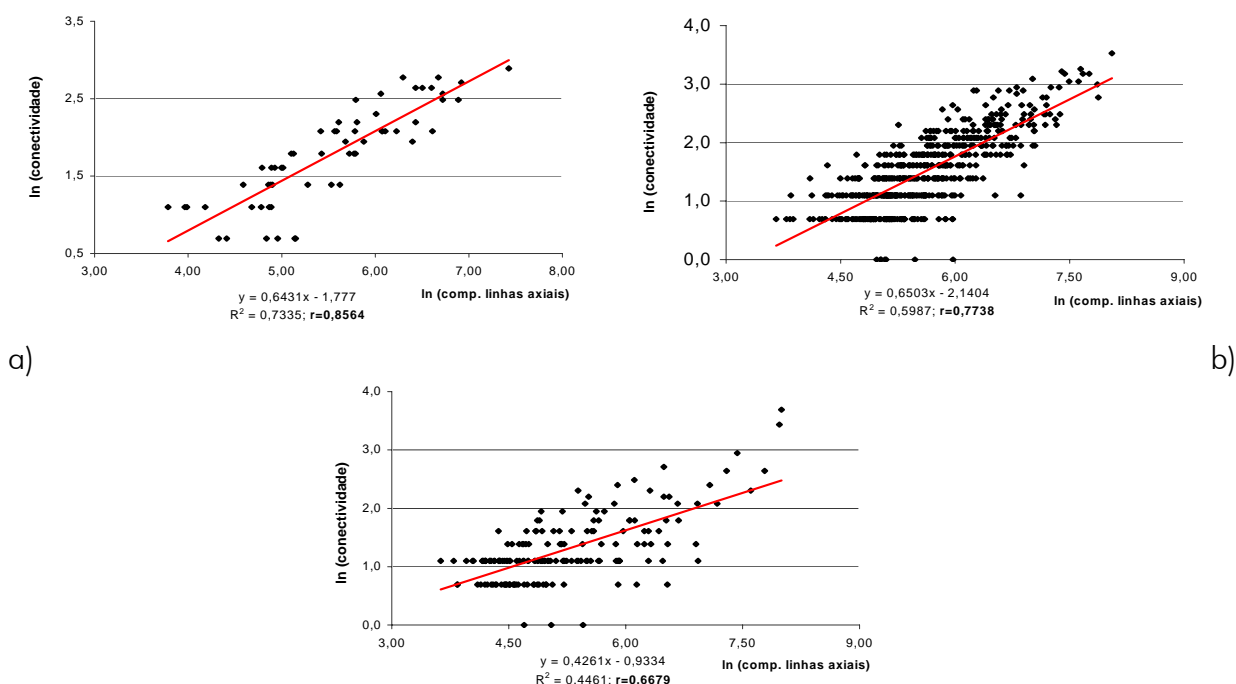 3,5
2,5
1,5
0,5
ln (conectividade)
3,00 4,00 5,00 6,00 7,00 8,00
ln (comp. linhas axiais)
y = 0,6431x - 1,777
R² = 0,7335; r=0,8564
a)
4,0
3,0
2,0
1,0
0,0
ln (conectividade)
3,00 4,50 6,00 7,50 9,00
ln (comp. linhas axiais)
y = 0,6503x - 2,1404
R² = 0,5987; r=0,7738
b)
4,0
3,0
2,0
1,0
0,0
ln (conectividade)
3,00 4,50 6,00 7,50 9,00
ln (comp. linhas axiais)
y = 0,4261x - 0,9334
R² = 0,4461; r=0,6679